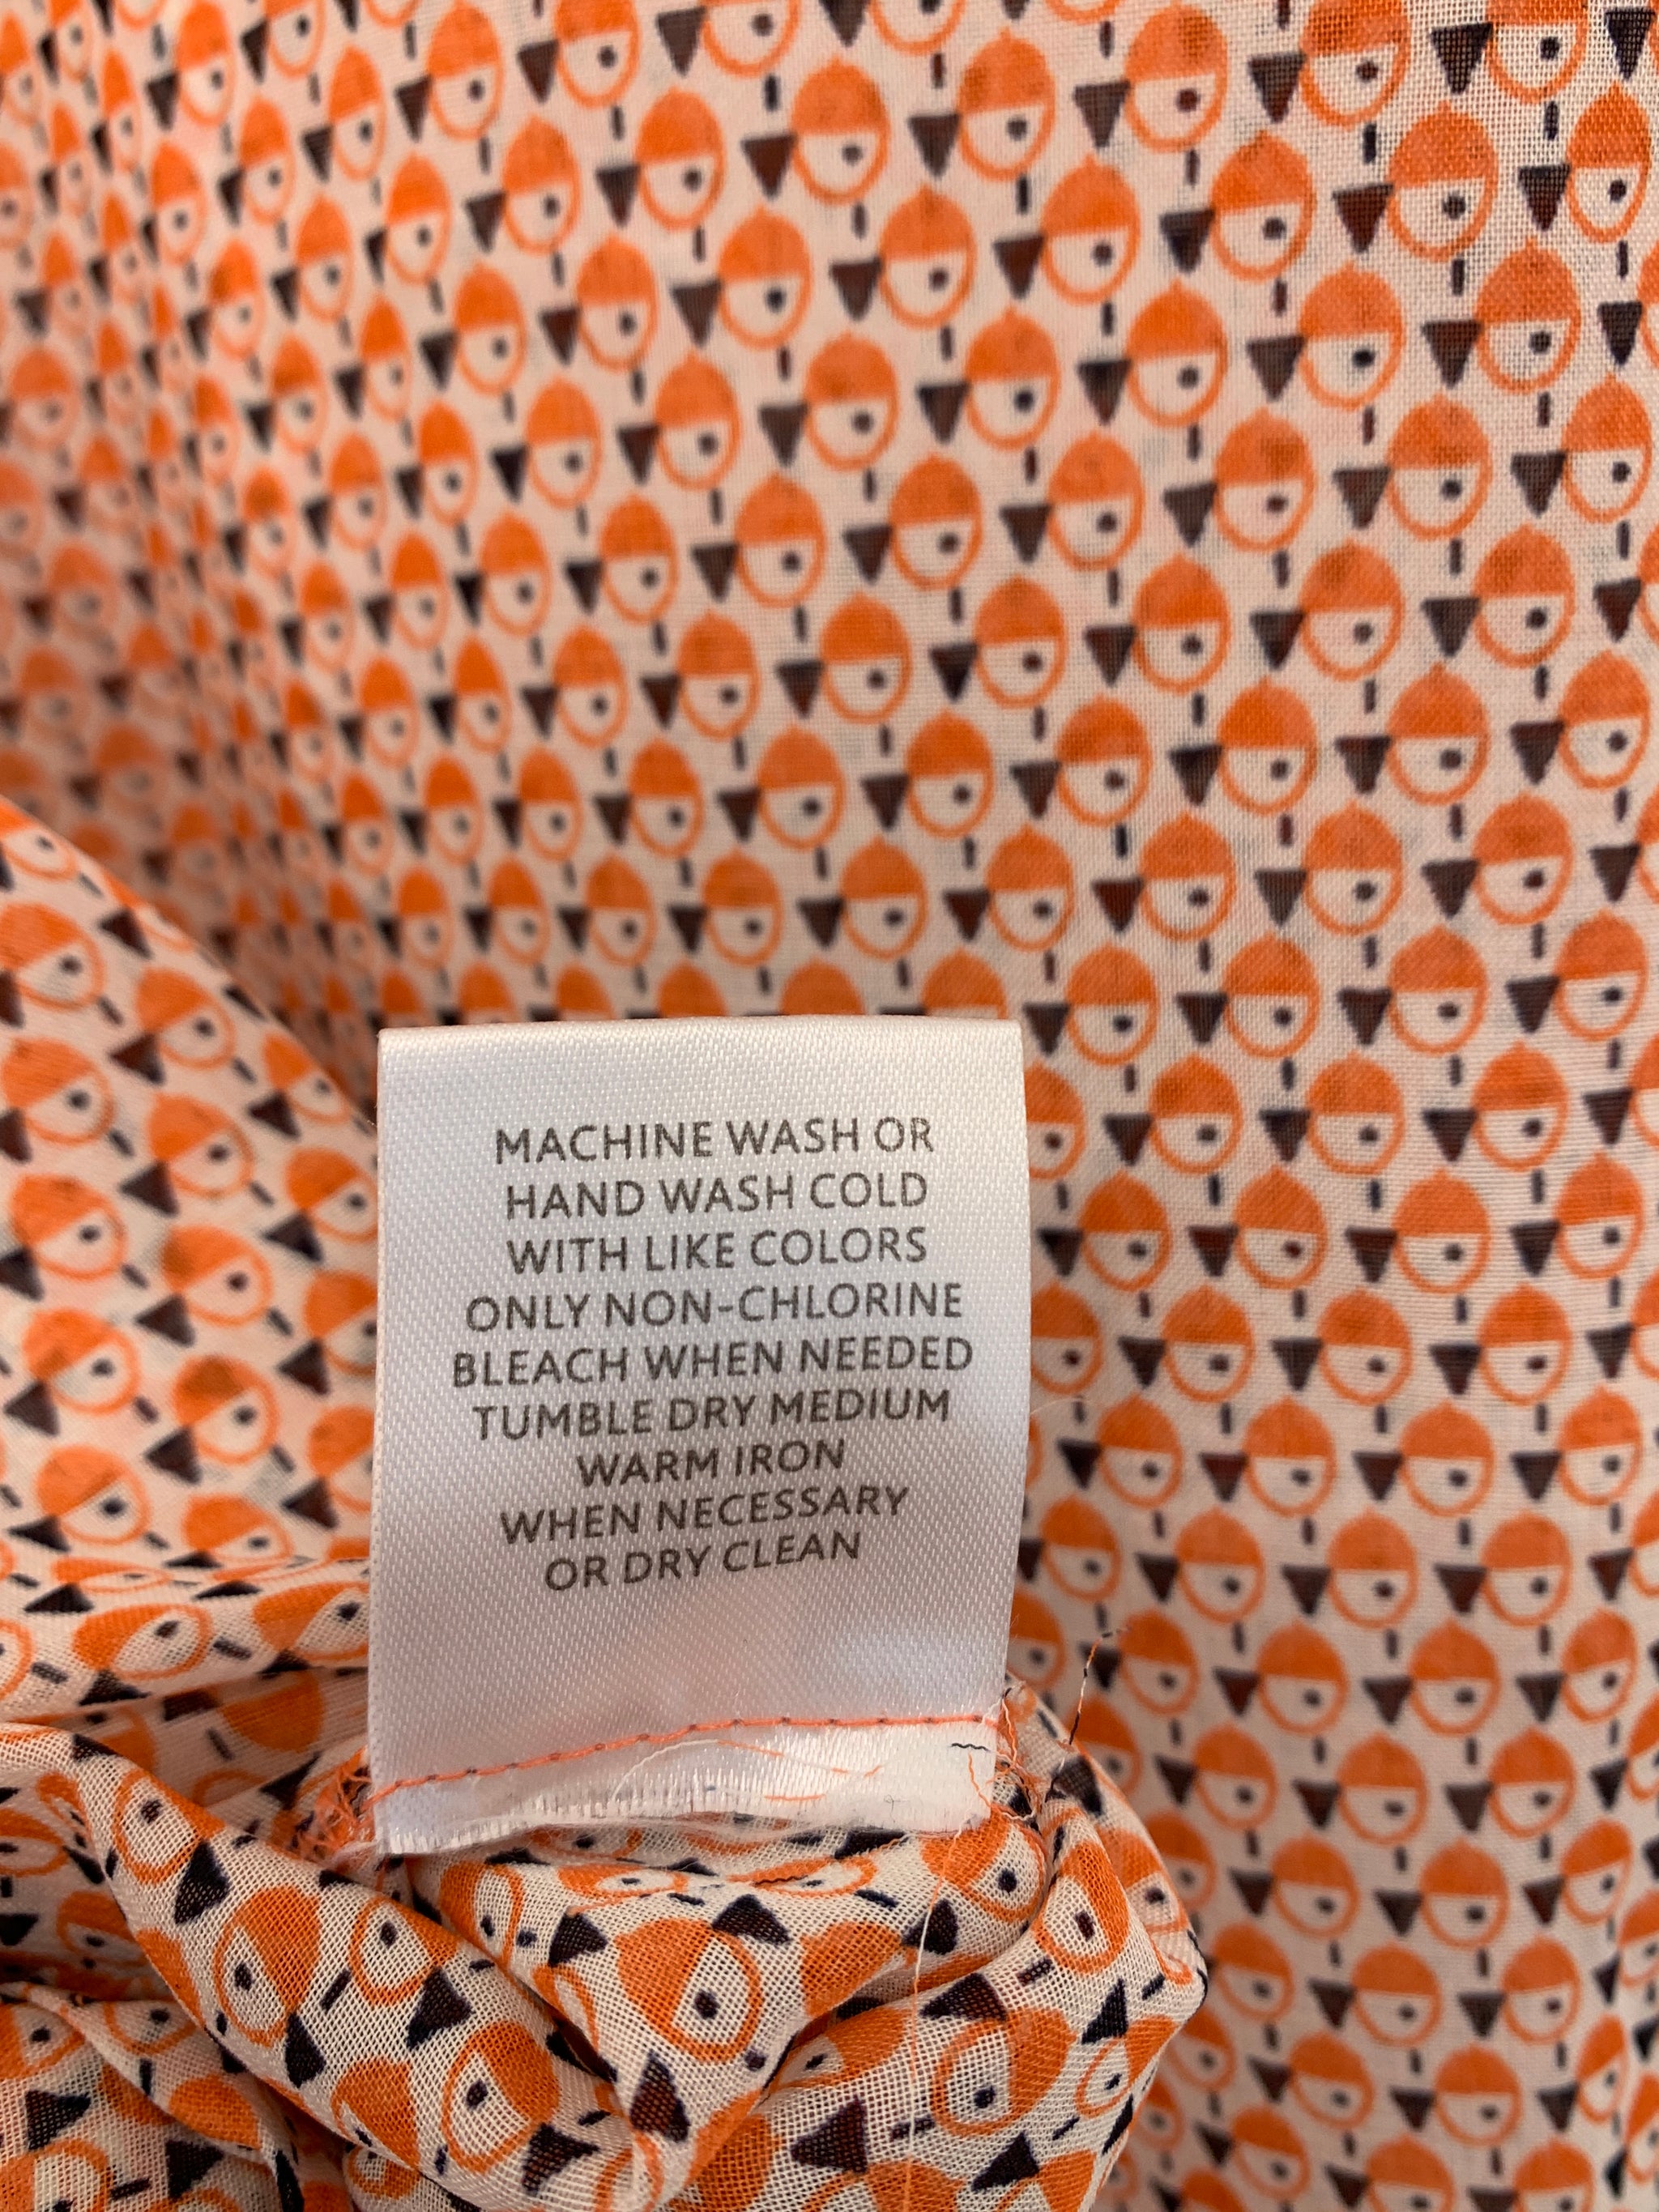 MACHINE WASH OR
HAND WASH COLD
WITH LIKE COLORS
ONLY NON-CHLORINE
BLEACH WHEN NEEDED
TUMBLE DRY MEDIUM
WARM IRON
WHEN NECESSARY
OR DRY CLEAN